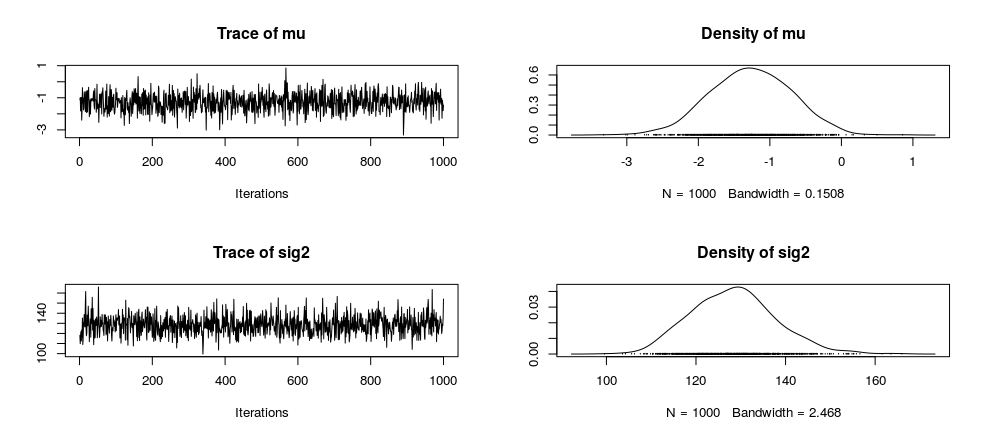 Trace of mu
1
-1
-3
0 200 400 600 800 1000
Iterations
Density of mu
0.6
0.3
0.0
-3 -2 -1 0 1
N = 1000 Bandwidth = 0.1508
Trace of sig2
140
100
0 200 400 600 800 1000
Iterations
Density of sig2
0.03
0.00
100 120 140 160
N = 1000 Bandwidth = 2.468